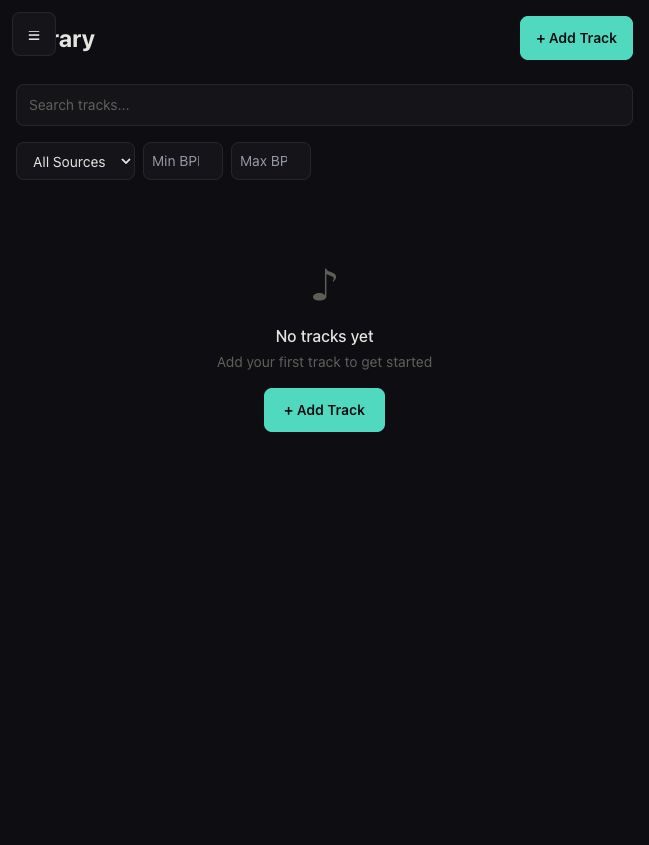 rary
+ Add Track
Search tracks...
All Sources
Min BP
Max BP
No tracks yet
Add your first track to get started
+ Add Track